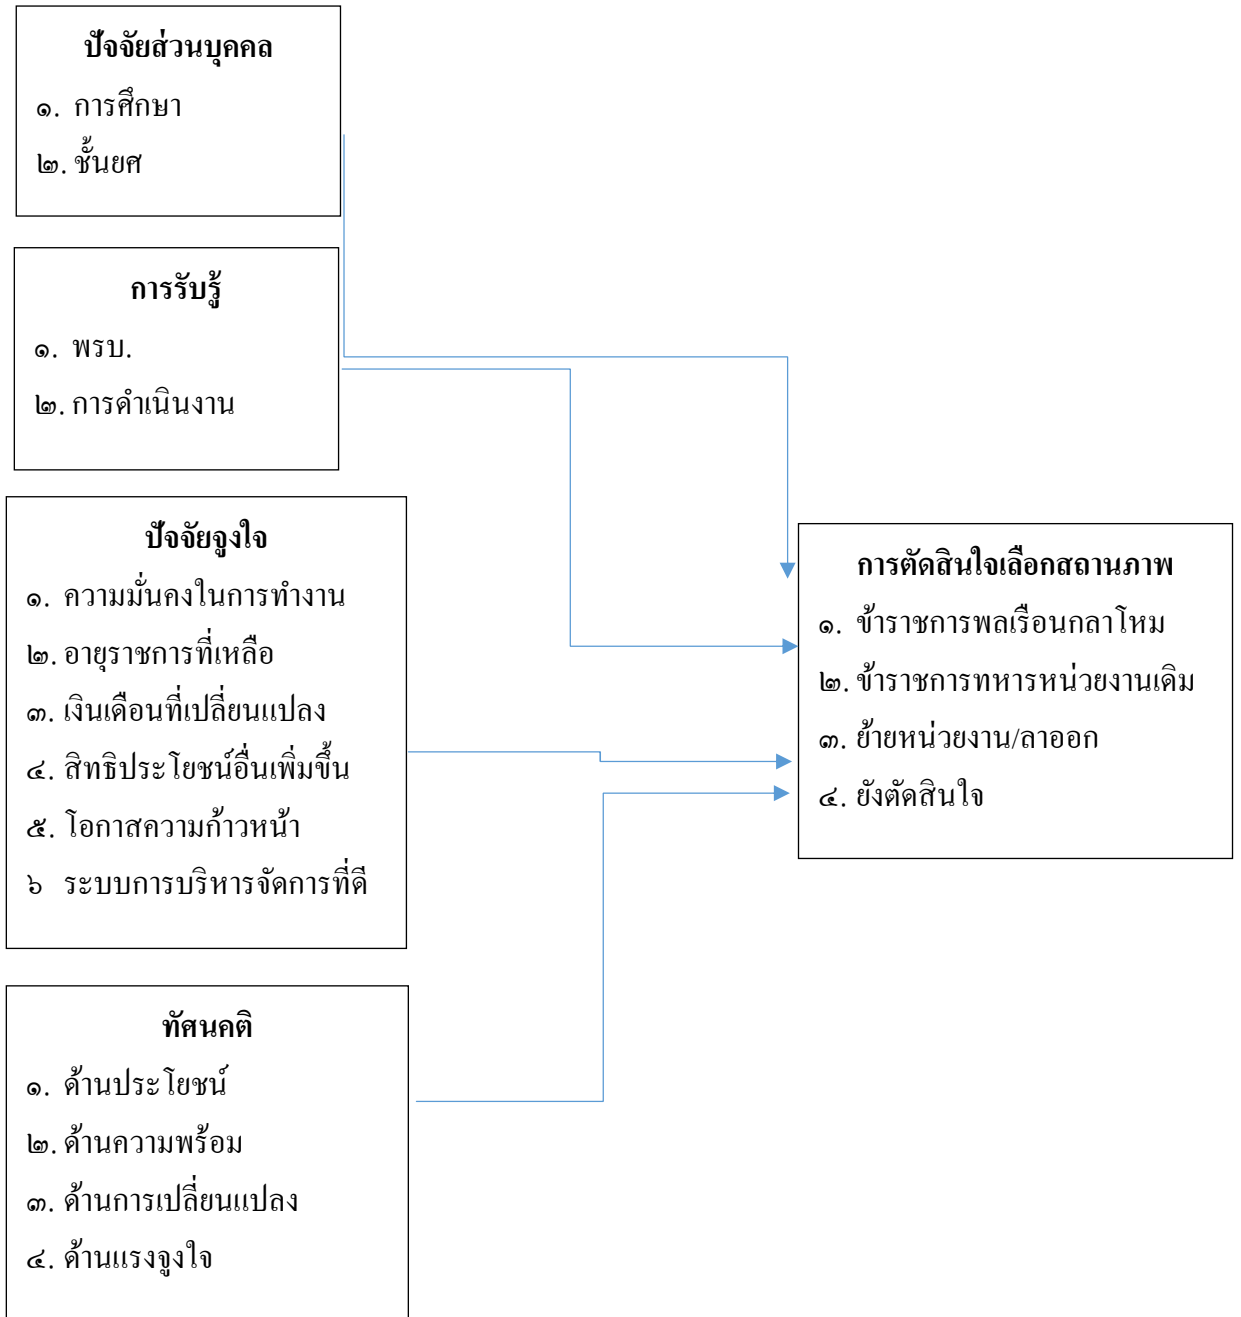 ปัจจัยส่วนบุคคล
๑. การศึกษา
๒. ชั้นยศ
การรับรู้
๑. พรบ.
๒. การดำเนินงาน
ปัจจัยจูงใจ
๑. ความมั่นคงในการทำงาน
๒. อายุราชการที่เหลือ
๓. เงินเดือนที่เปลี่ยนแปลง
๔. สิทธิประโยชน์อื่นเพิ่มขึ้น
๕. โอกาสความก้าวหน้า
๖ ระบบการบริหารจัดการที่ดี
ทัศนคติ
๑. ด้านประโยชน์
๒. ด้านความพร้อม
๓. ด้านการเปลี่ยนแปลง
๔. ด้านแรงจูงใจ
การตัดสินใจเลือกสถานภาพ
๑. ข้าราชการพลเรือนกลาโหม
๒. ข้าราชการทหารหน่วยงานเดิม
๓. ย้ายหน่วยงาน/ลาออก
๔. ยังตัดสินใจ